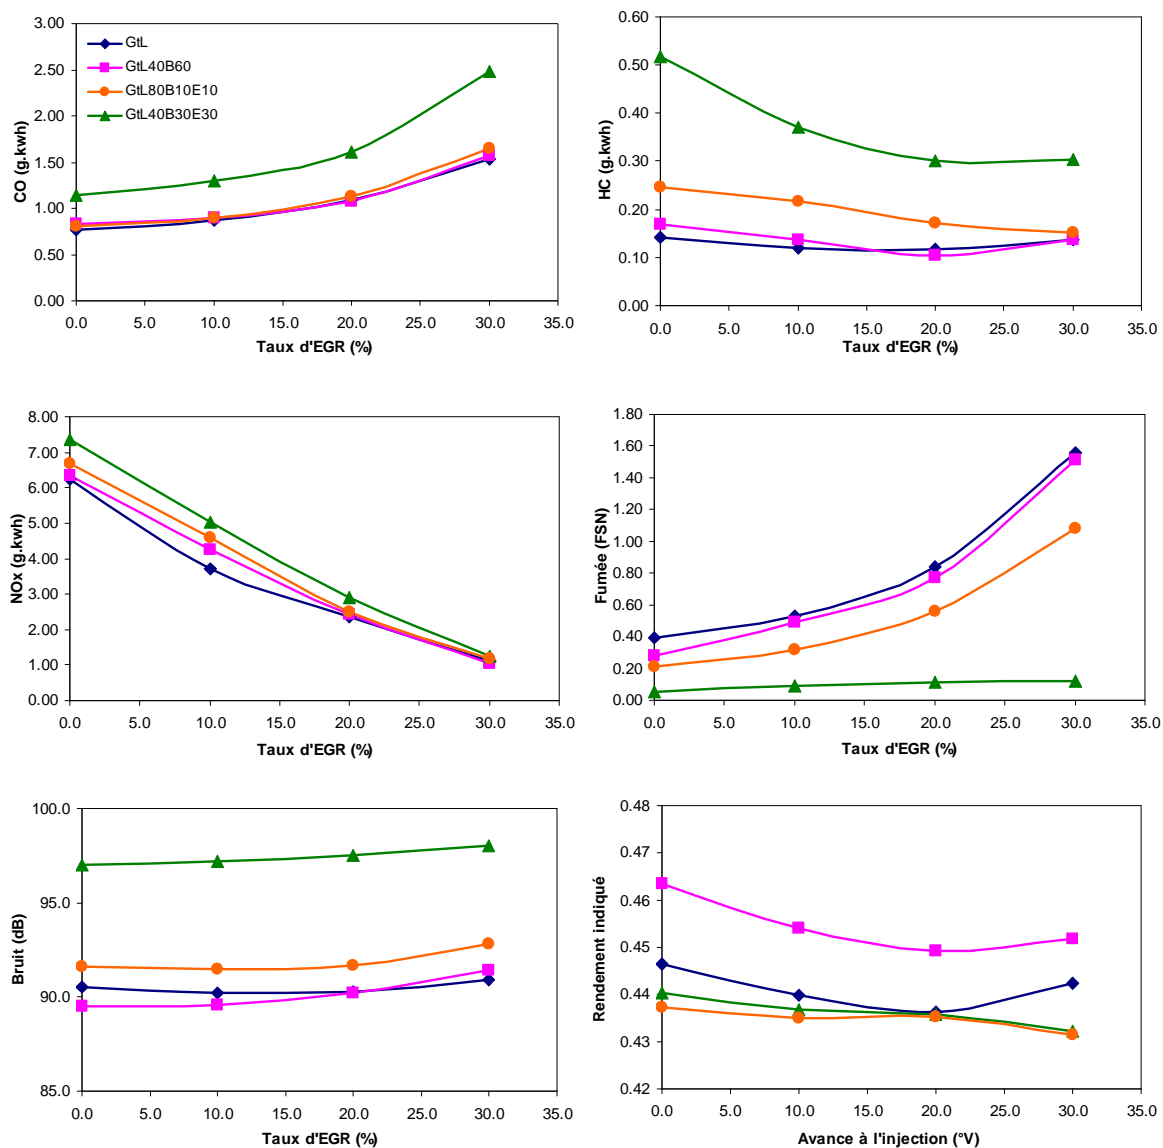 3.00
2.50
2.00
1.50
1.00
0.50
0.00
CO (g.kwh)
GtL
GtL40B60
GtL80B10E10
GtL40B30E30
0.0 5.0 10.0 15.0 20.0 25.0 30.0 35.0
Taux d'EGR (%)
0.60
0.50
0.40
0.30
0.20
0.10
0.00
HC (g.kwh)
0.0 5.0 10.0 15.0 20.0 25.0 30.0 35.0
Taux d'EGR (%)
8.00
7.00
6.00
5.00
4.00
3.00
2.00
1.00
0.00
NOx (g.kwh)
0.0 5.0 10.0 15.0 20.0 25.0 30.0 35.0
Taux d'EGR (%)
1.80
1.60
1.40
1.20
1.00
0.80
0.60
0.40
0.20
0.00
Fumée (FSN)
0.0 5.0 10.0 15.0 20.0 25.0 30.0 35.0
Taux d'EGR (%)
100.0
95.0
90.0
85.0
Bruit (dB)
0.0 5.0 10.0 15.0 20.0 25.0 30.0 35.0
Taux d'EGR (%)
0.48
0.47
0.46
0.45
0.44
0.43
0.42
Rendement indiqué
0.0 5.0 10.0 15.0 20.0 25.0 30.0 35.0
Avance à l'injection (°V)